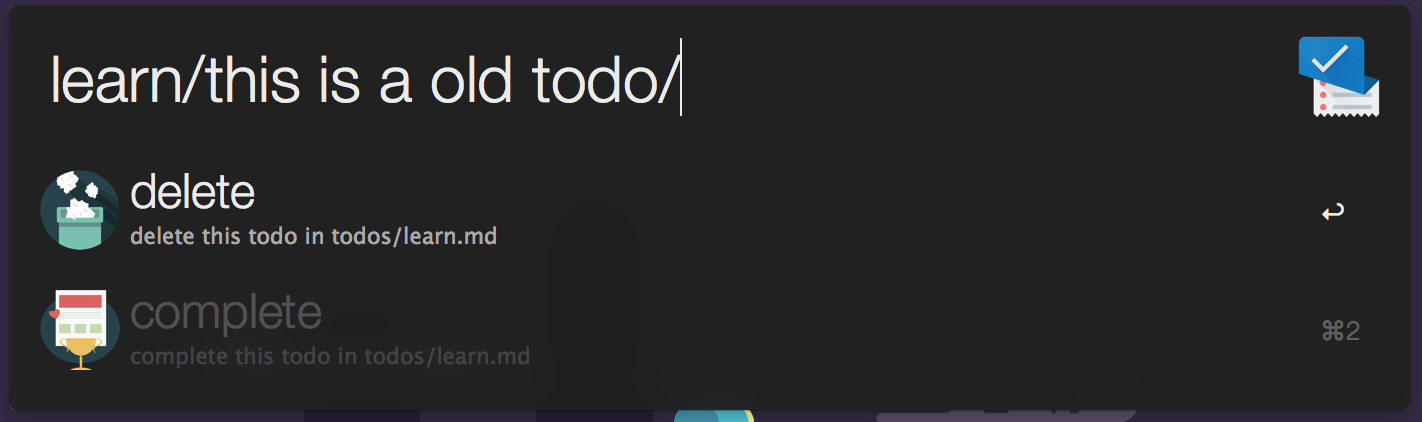 learn/this is a old todo/
delete
delete this todo in todos/learn.md
↩
complete
complete this todo in todos/learn.md
⌘2